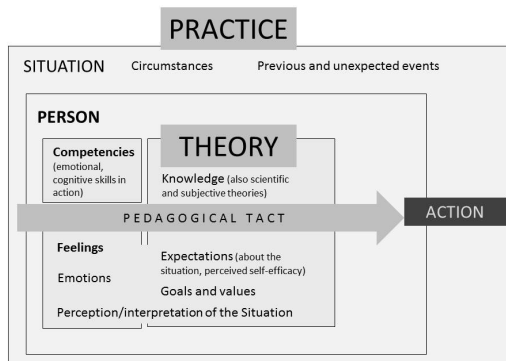 PRACTICE
SITUATION Circumstances Previous and unexpected events
PERSON
Competencies
(emotional,
cognitive skills in
action)
THEORY
Knowledge (also scientific
and subjective theories)
PEDAGOGICAL TACT
ACTION
Feelings
Emotions
Expectations (about the
situation, perceived self-efficacy)
Goals and values
Perception/interpretation of the Situation